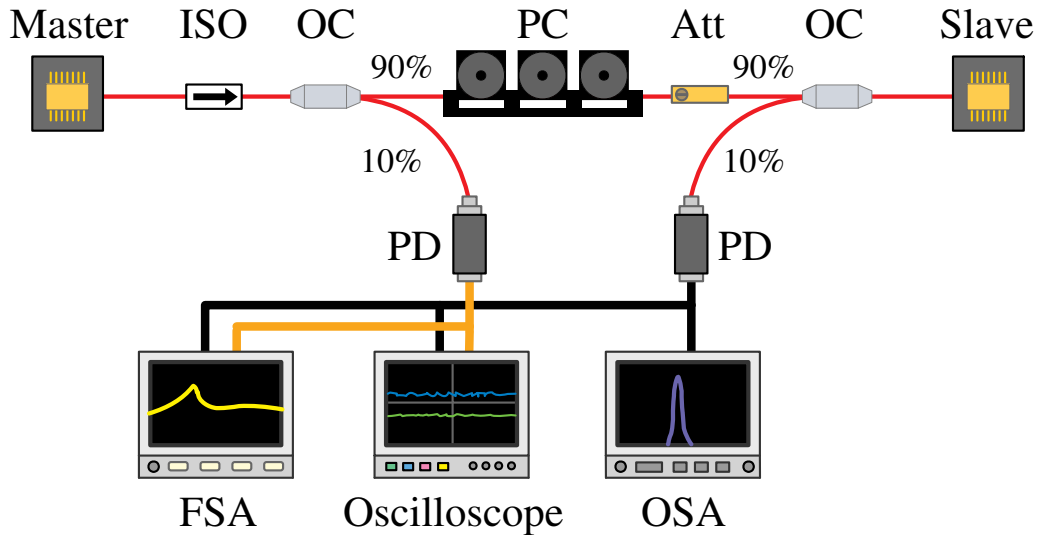 Master ISO OC PC Att OC Slave
90% 90%
10% 10%
PD PD
FSA Oscilloscope OSA